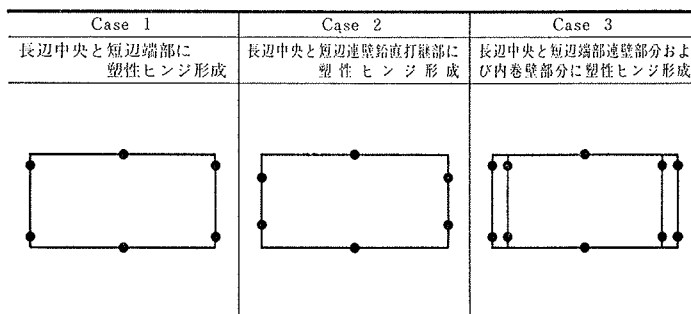 Case 1
Case 2
Case 3
長辺中央と短辺端部に
塑性ヒンジ形成
長辺中央と短辺連壁鉛直打継部に
塑性ヒンジ形成
長辺中央と短辺端部連壁部分およ
び内巻壁部分に塑性ヒンジ形成